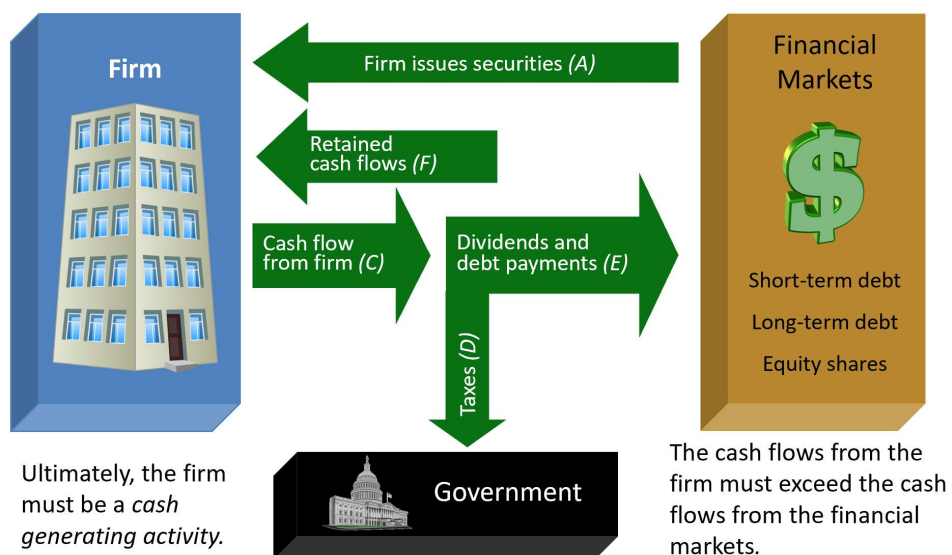 Firm
Financial
Markets
Firm issues securities (A)
Retained
cash flows (F)
Cash flow
from firm (C)
Dividends and
debt payments (E)
Taxes (D)
Short-term debt
Long-term debt
Equity shares
Government
Ultimately, the firm
must be a cash
generating activity.
The cash flows from the
firm must exceed the cash
flows from the financial
markets.